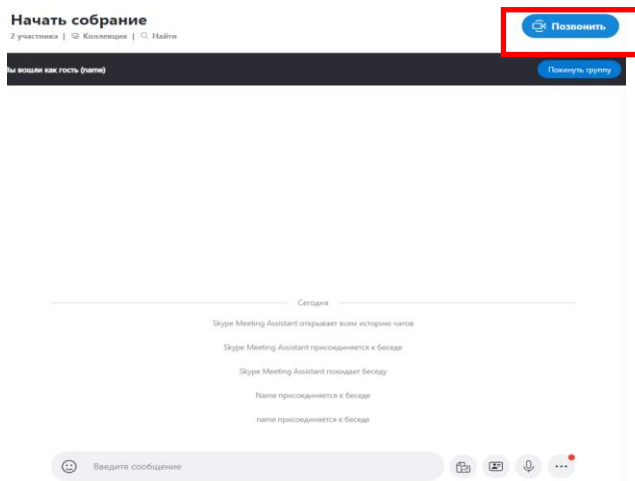 Начать собрание
Позвонить
2 участника | Коллекция | Найти
Вы вошли как гость (name)
Покинуть группу
Сегодня
Skype Meeting Assistant открывает всем историю чатов
Skype Meeting Assistant присоединяется к беседе
Skype Meeting Assistant покидает беседу
Name присоединяется к беседе
name присоединяется к беседе
Введите сообщение